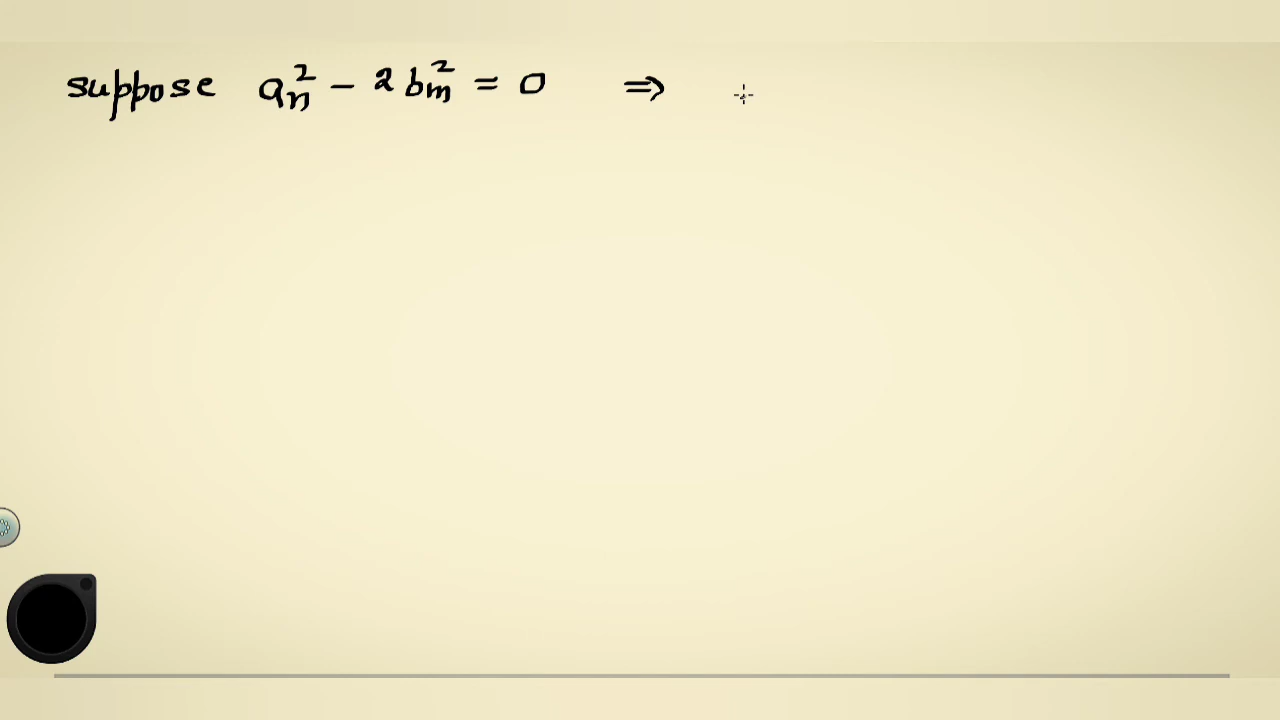 suppose a_n^2 - 2 b_m^2 = 0 ⇒